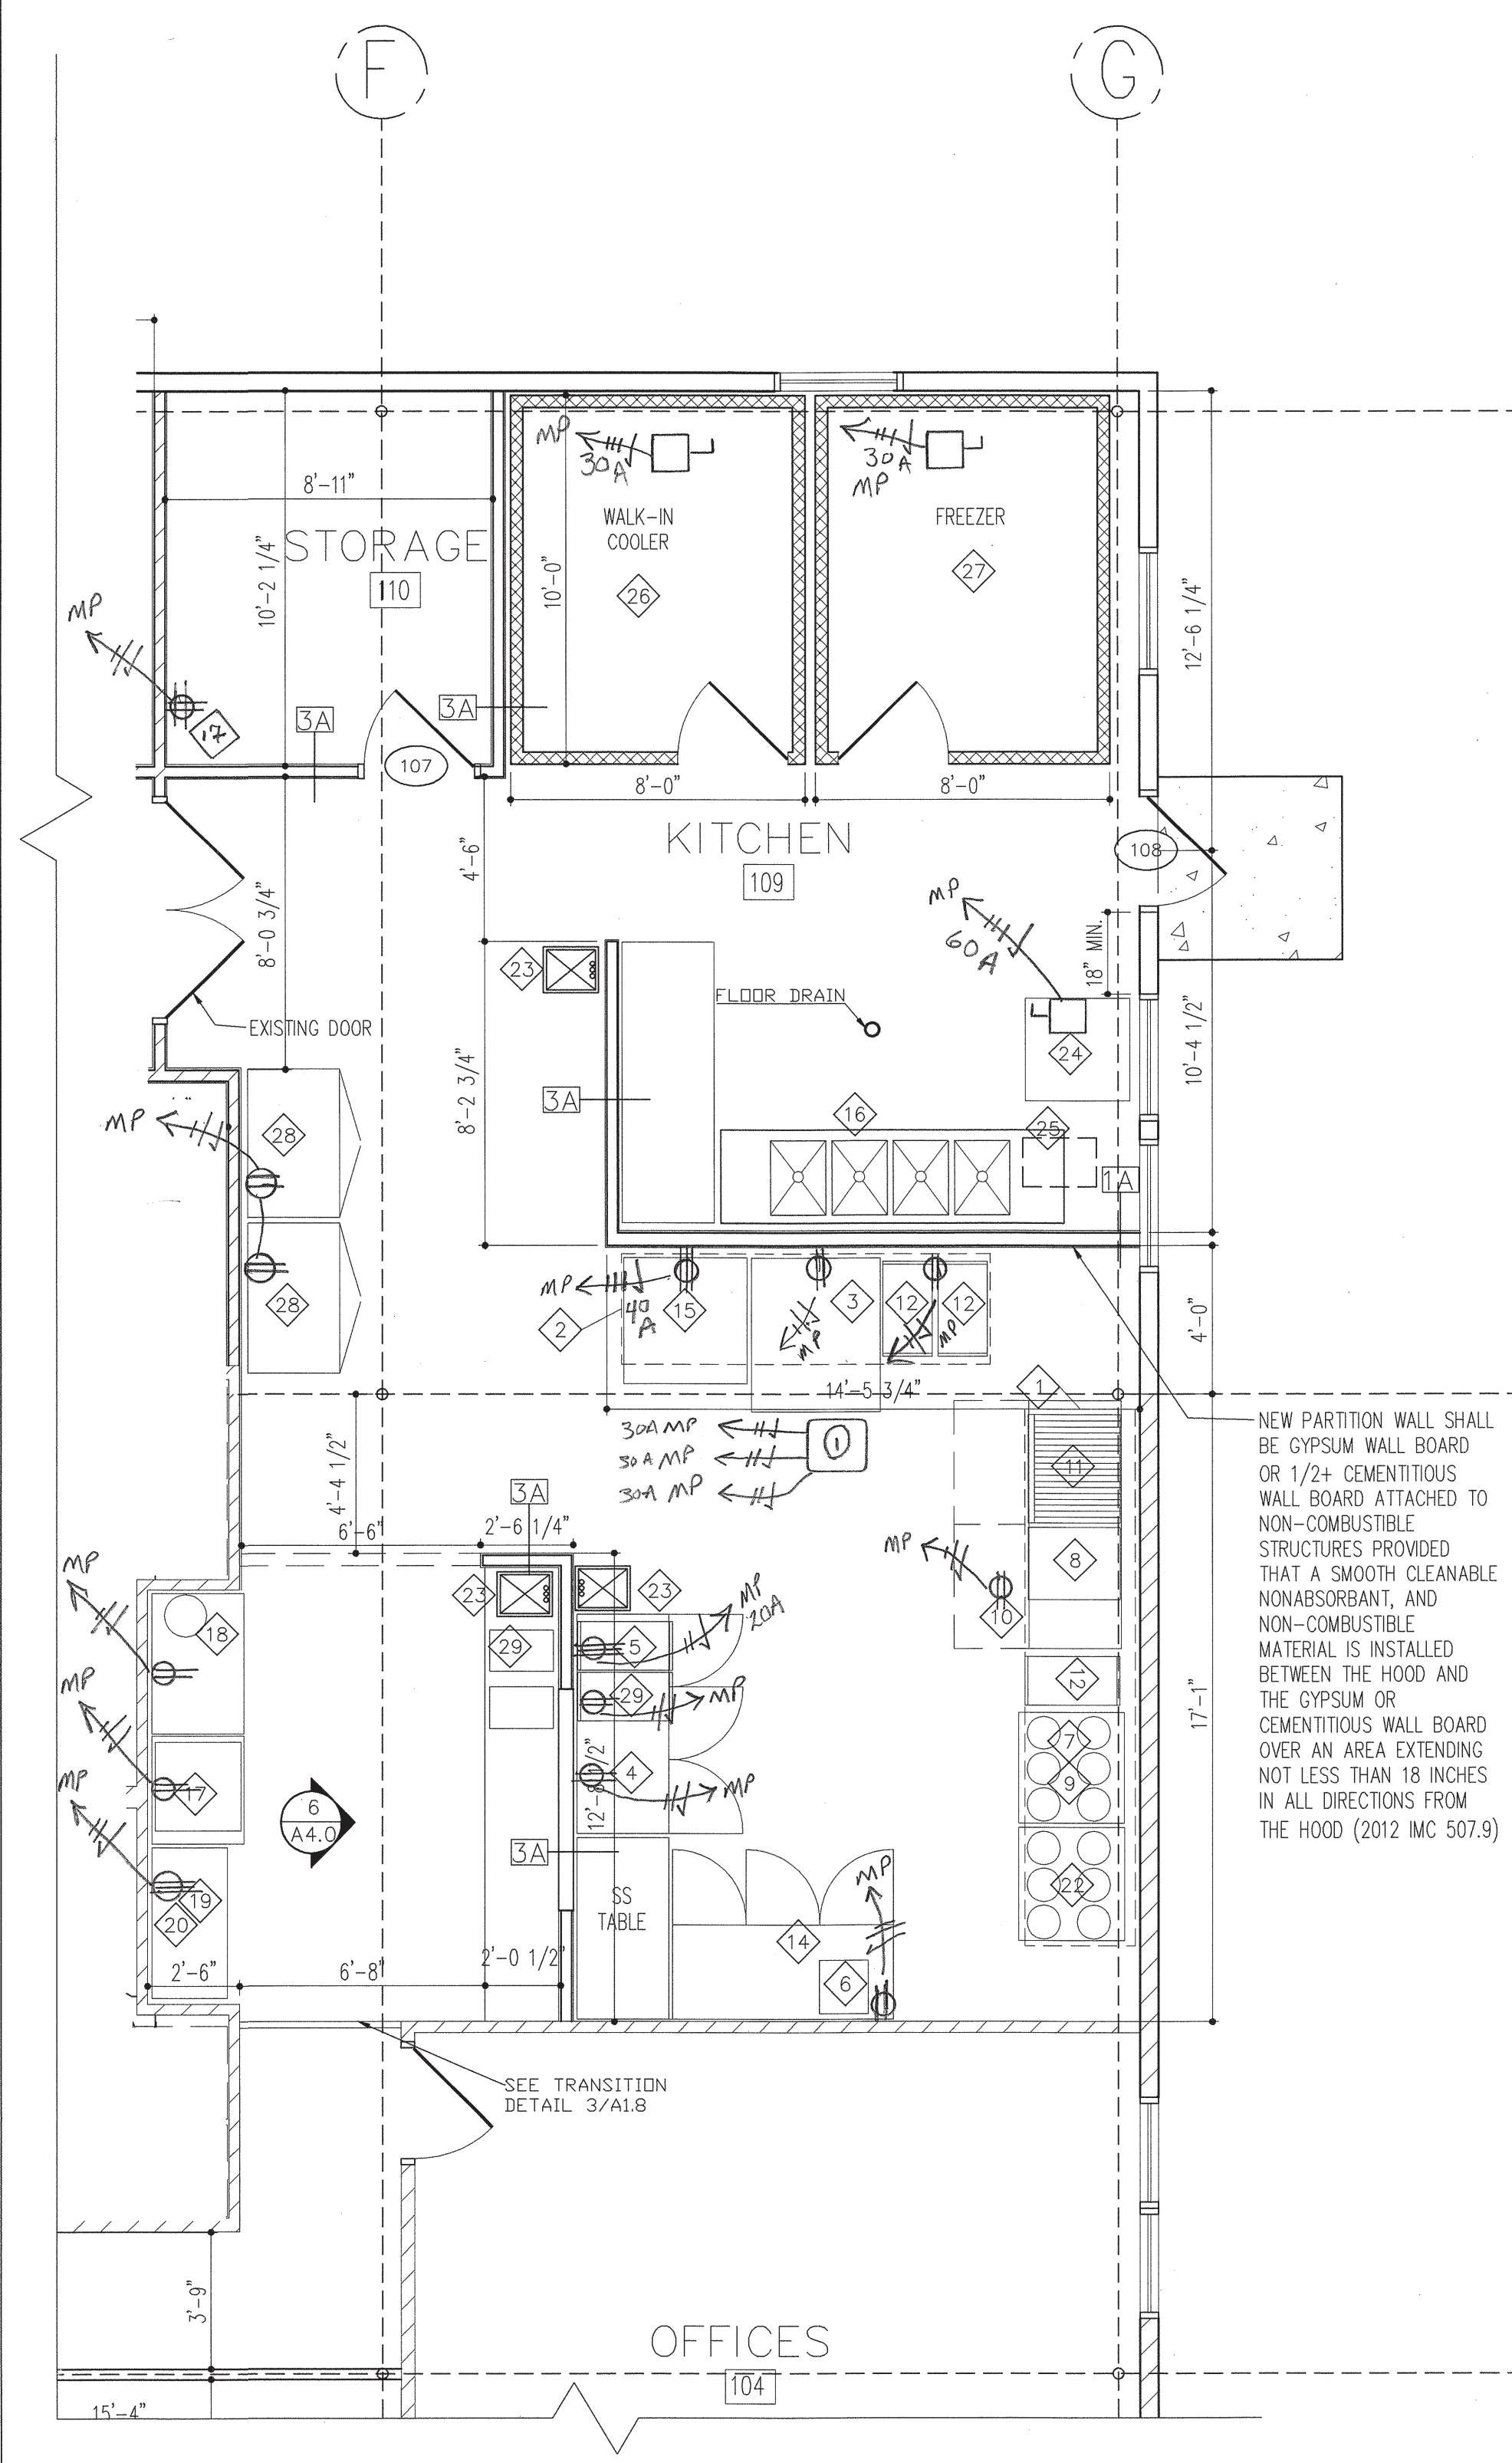 F
G
MP
30A
30A
MP
8'-11"
WALK-IN
COOLER
FREEZER
STORAGE
110
10'-2 1/4"
10'-0"
26
27
12'-6 1/4"
MP
17
3A
3A
107
8'-0"
8'-0"
KITCHEN
109
108
4'-6"
8'-0 3/4"
MP
60A
18" MIN.
23
FLOOR DRAIN
EXISTING DOOR
24
10'-4 1/2"
8'-2 3/4"
3A
16
25
MP
28
1A
28
MP
40
A
15
2
3
MP
12
12
MP
4'-0"
14'-5 3/4"
1
30A MP
30A MP
30A MP
1
11
NEW PARTITION WALL SHALL
BE GYPSUM WALL BOARD
OR 1/2+ CEMENTITIOUS
WALL BOARD ATTACHED TO
NON-COMBUSTIBLE
STRUCTURES PROVIDED
THAT A SMOOTH CLEANABLE
NONABSORBANT, AND
NON-COMBUSTIBLE
MATERIAL IS INSTALLED
BETWEEN THE HOOD AND
THE GYPSUM OR
CEMENTITIOUS WALL BOARD
OVER AN AREA EXTENDING
NOT LESS THAN 18 INCHES
IN ALL DIRECTIONS FROM
THE HOOD (2012 IMC 507.9)
4'-4 1/2"
3A
6'-6"
2'-6 1/4"
MP
8
10
MP
23
23
MP
20A
18
29
5
MP
29
MP
12
17'-1"
7
9
4
MP
12'-8 1/2"
17
MP
6
A4.0
3A
19
20
SS
TABLE
MP
22
14
6
2'-6"
6'-8"
2'-0 1/2"
SEE TRANSITION
DETAIL 3/A1.8
3'-9"
OFFICES
104
15'-4"